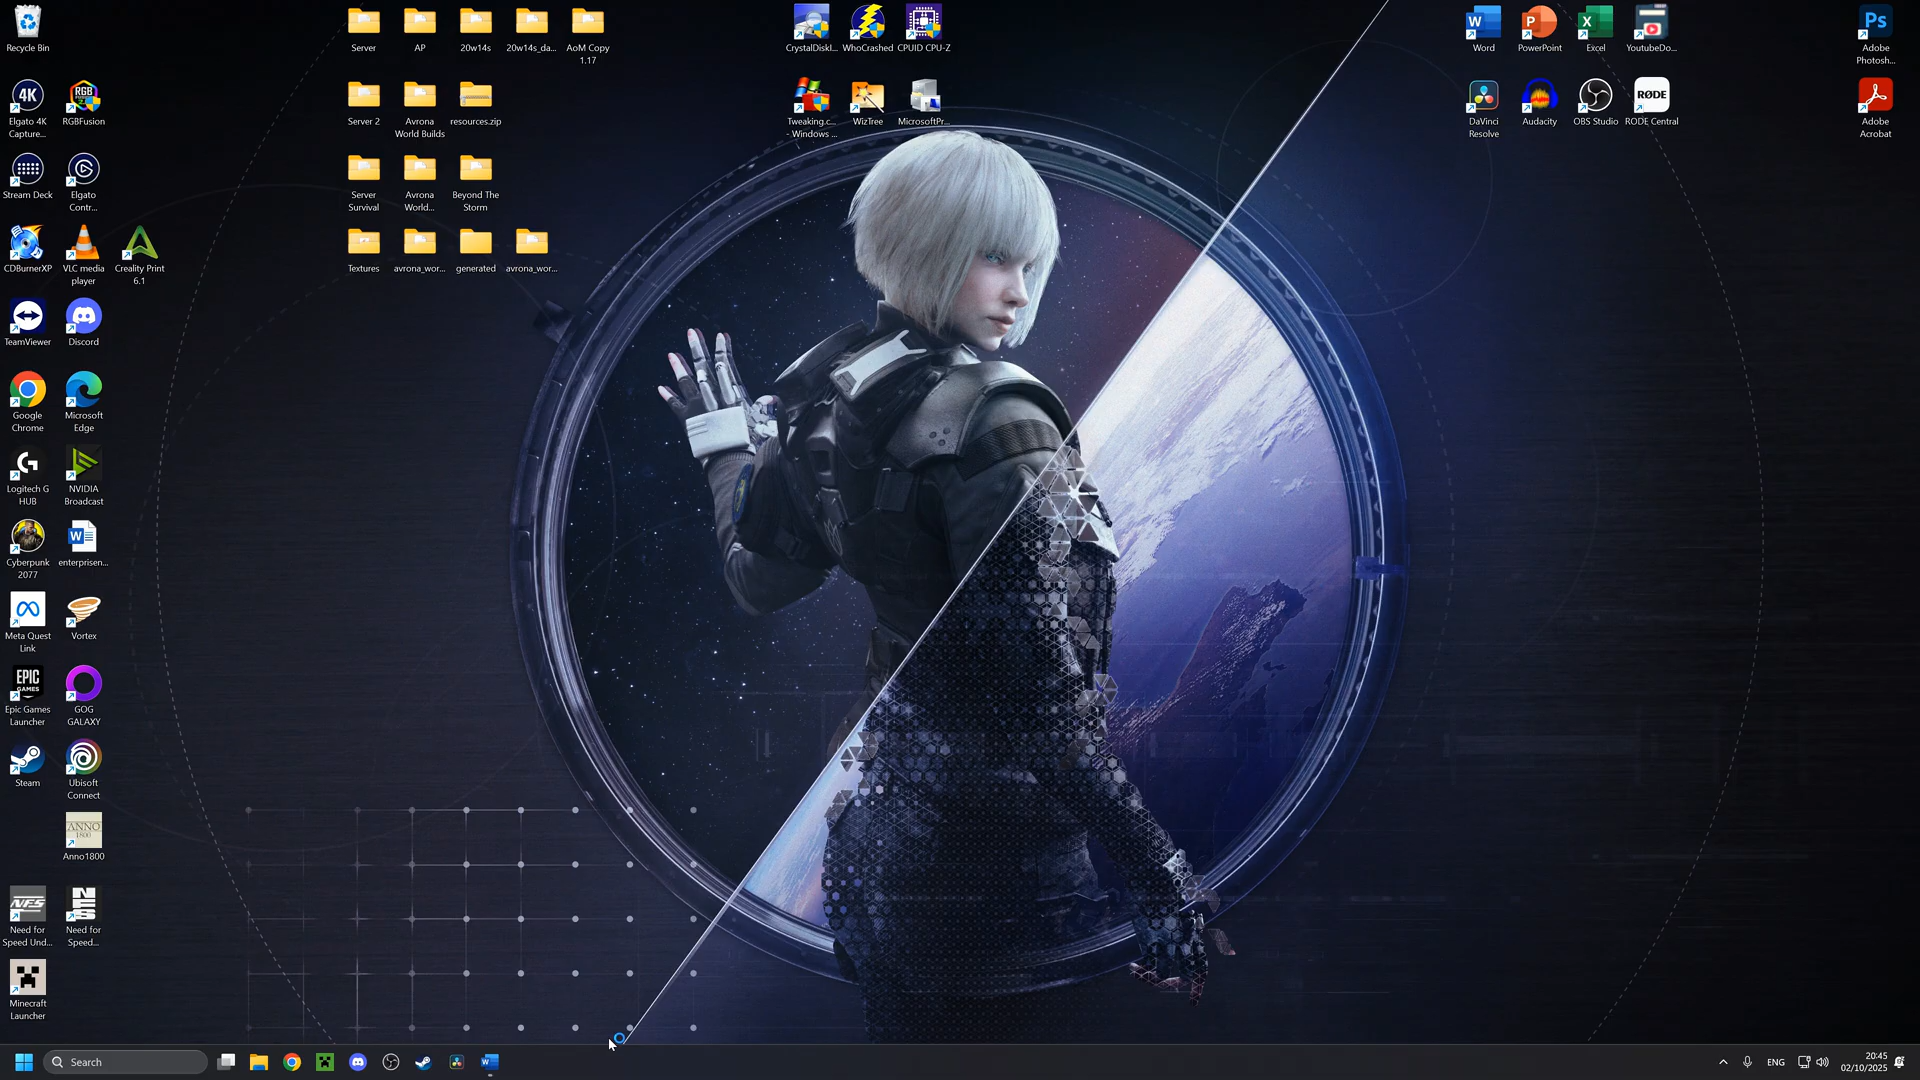 Recycle Bin
Elgato 4K
Capture...
RGBFusion
Stream Deck
Elgato
Contr...
CDBurnerXP
VLC media
player
Creality Print
6.1
TeamViewer
Discord
Google
Chrome
Microsoft
Edge
Logitech G
HUB
NVIDIA
Broadcast
Cyberpunk
2077
enterprisen...
Meta Quest
Link
Vortex
Epic Games
Launcher
GOG
GALAXY
Steam
Ubisoft
Connect
Anno1800
Need for
Speed Und...
Need for
Speed...
Minecraft
Launcher
Server
AP
20w14s
20w14s_da...
AoM Copy
1.17
Server 2
Avrona
World Builds
resources.zip
Server
Survival
Avrona
World...
Beyond The
Storm
Textures
avrona_wor...
generated
avrona_wor...
CrystalDiskI...
WhoCrashed
CPUID CPU-Z
Tweaking.c...
- Windows ...
WizTree
MicrosoftPr...
Word
PowerPoint
Excel
YoutubeDo...
DaVinci
Resolve
Audacity
OBS Studio
RODE Central
Adobe
Photosh...
Adobe
Acrobat
4K
RGB
EPIC
GAMES
ANNO
1800
NFS
RØDE
Ps
Search
ENG
20:45
02/10/2025